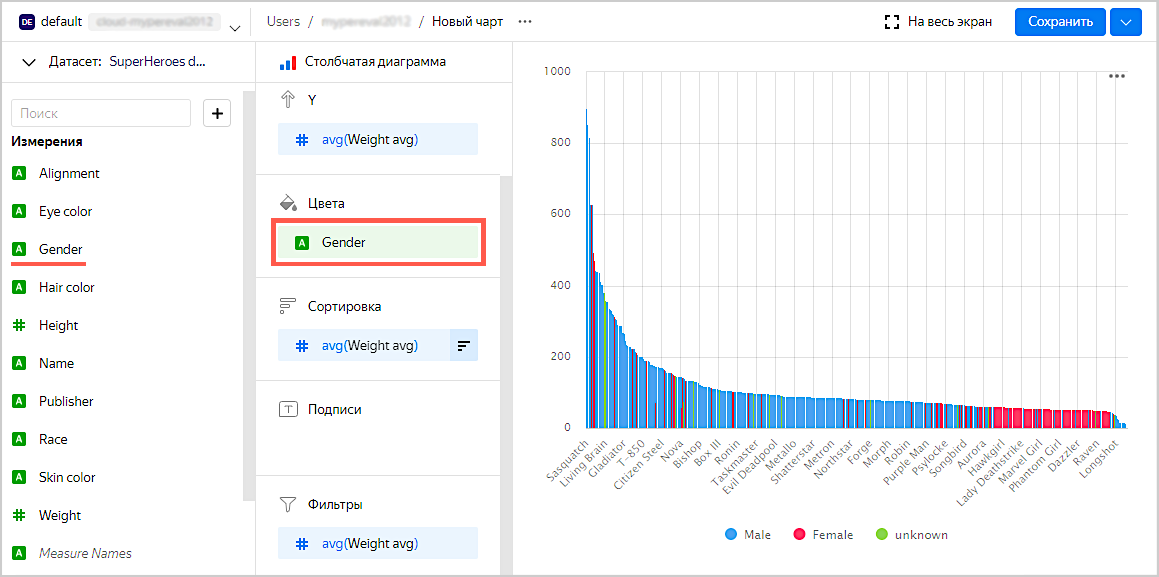 DE default
Users / / Новый чарт ...
На весь экран
Сохранить
Датасет: SuperHeroes d...
Поиск
+
Измерения
A Alignment
A Eye color
A Gender
A Hair color
# Height
A Name
A Publisher
A Race
A Skin color
# Weight
A Measure Names
Столбчатая диаграмма
Y
# avg(Weight avg)
Цвета
A Gender
Сортировка
# avg(Weight avg)
T Подписи
Фильтры
# avg(Weight avg)
1 000
800
600
400
200
0
Sasquatch
Living Brain
Gladiator
T-850
Citizen Steel
Nova
Bishop
Box III
Ronin
Taskmaster
Evil Deadpool
Metallo
Shatterstar
Metron
Northstar
Forge
Morph
Robin
Purple Man
Psylocke
Songbird
Aurora
Hawkgirl
Lady Deathstrike
Marvel Girl
Phantom Girl
Dazzler
Raven
Longshot
Male
Female
unknown